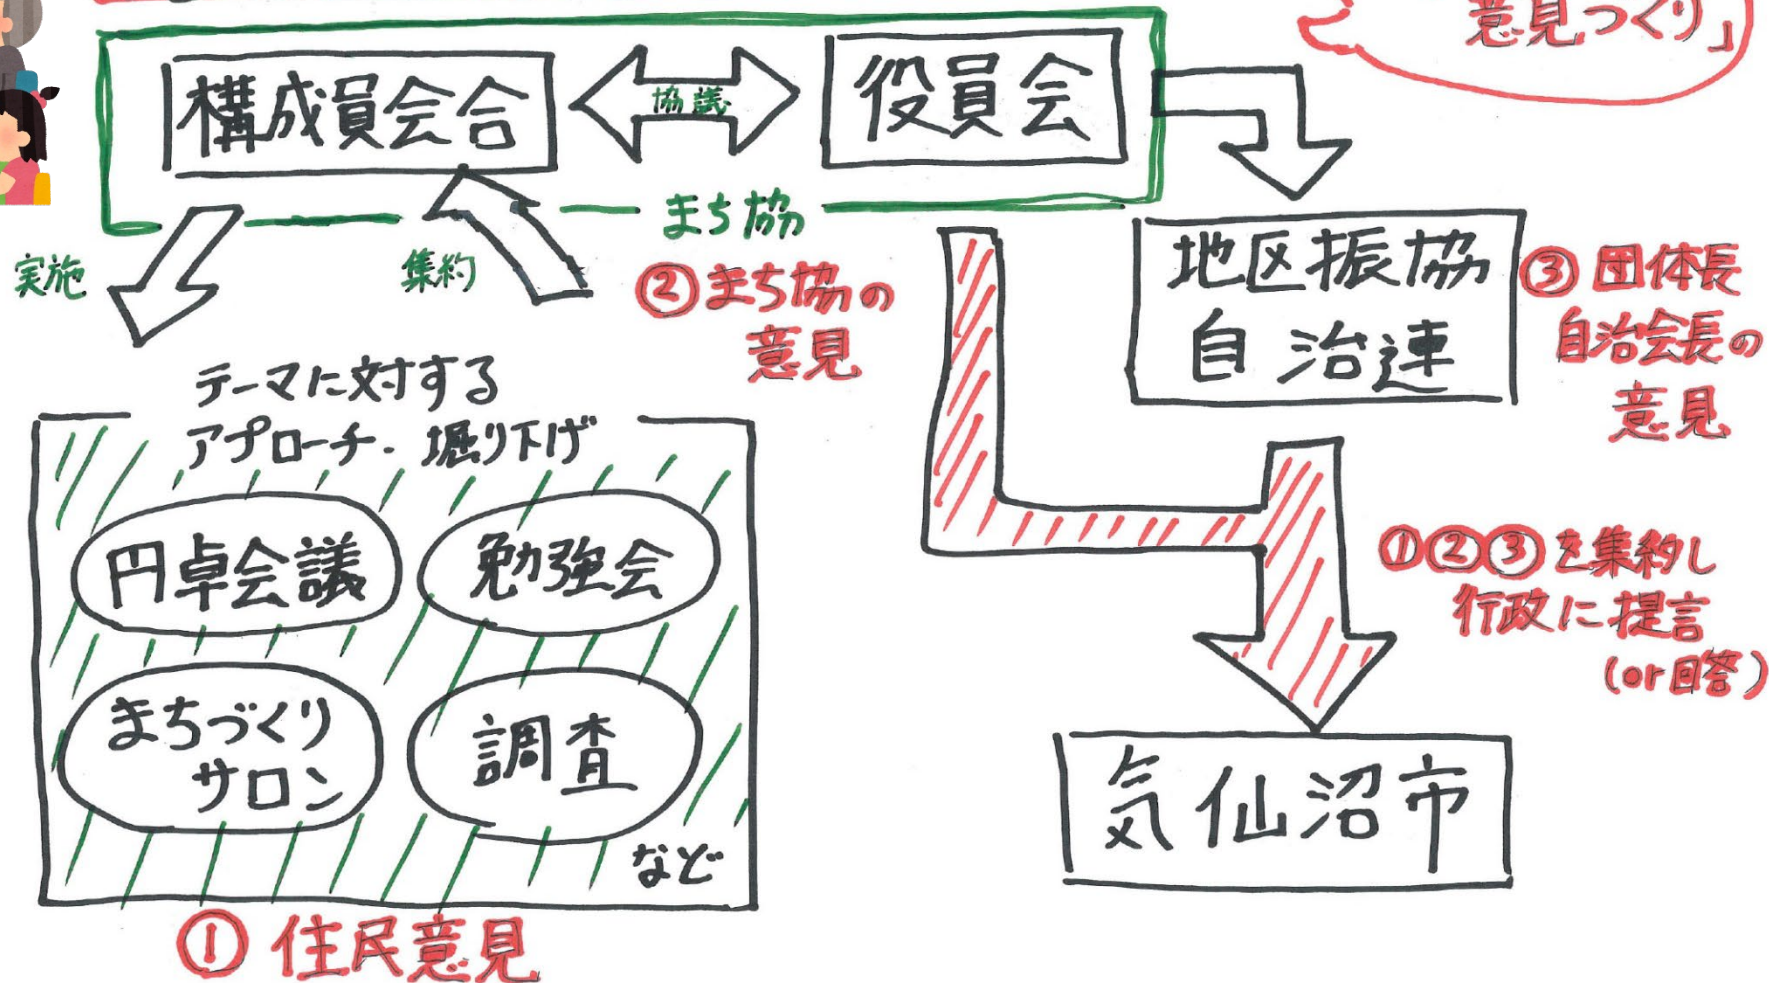 意見つくり」
構成員会合
協議
役員会
まち協
実施
集約
②まち協の
意見
地区振協
自治連
③団体長
自治会長の
意見
テーマに対する
アプローチ・堀り下げ
円卓会議
勉強会
まちづくり
サロン
調査
など
①住民意見
①②③を集約し
行政に提言
(or回答)
気仙沼市